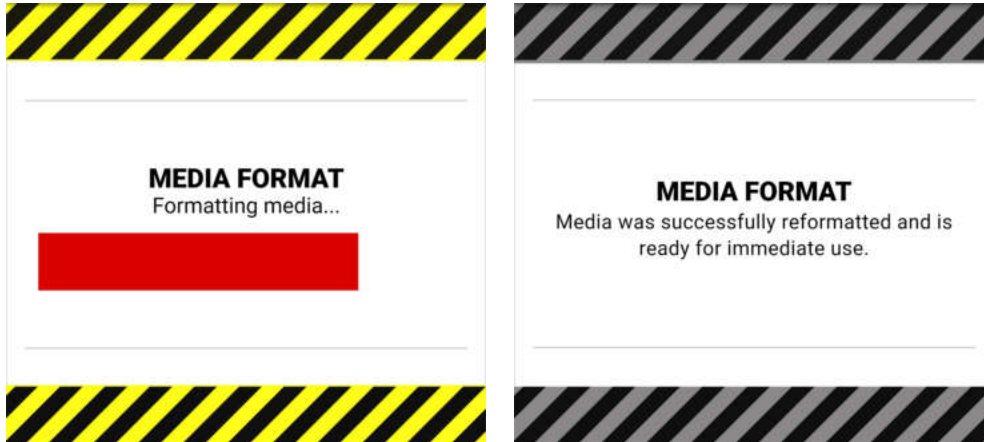 MEDIA FORMAT
Formatting media...
MEDIA FORMAT
Media was successfully reformatted and is
ready for immediate use.